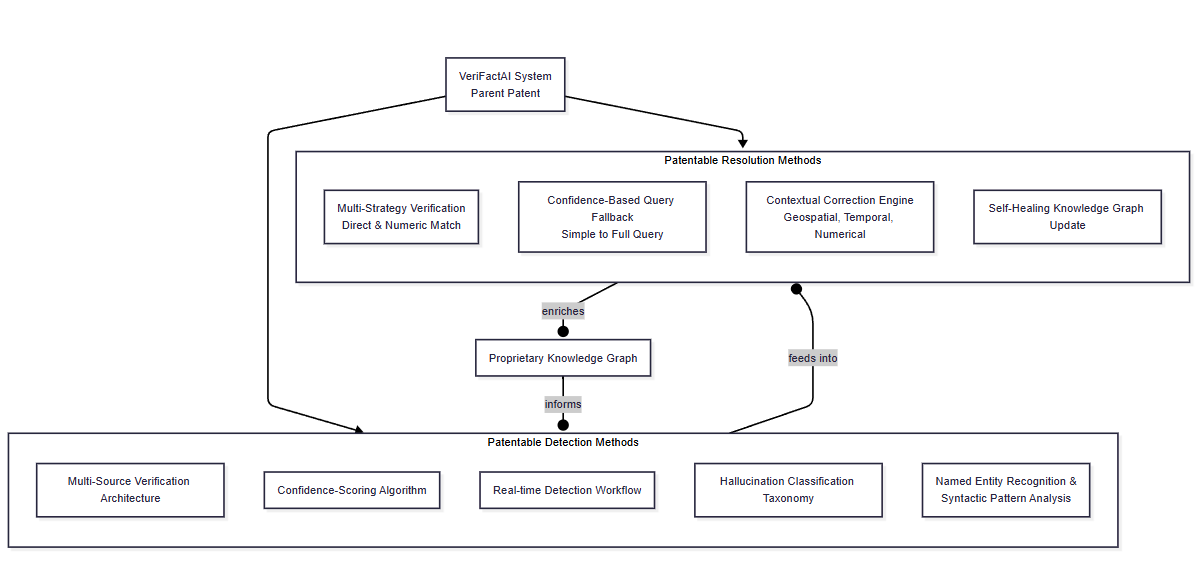 VeriFactAI System
Parent Patent
Patentable Resolution Methods
Multi-Strategy Verification
Direct & Numeric Match
Confidence-Based Query
Fallback
Simple to Full Query
Contextual Correction Engine
Geospatial, Temporal,
Numerical
Self-Healing Knowledge Graph
Update
enriches
Proprietary Knowledge Graph
feeds into
informs
Patentable Detection Methods
Multi-Source Verification
Architecture
Confidence-Scoring Algorithm
Real-time Detection Workflow
Hallucination Classification
Taxonomy
Named Entity Recognition &
Syntactic Pattern Analysis